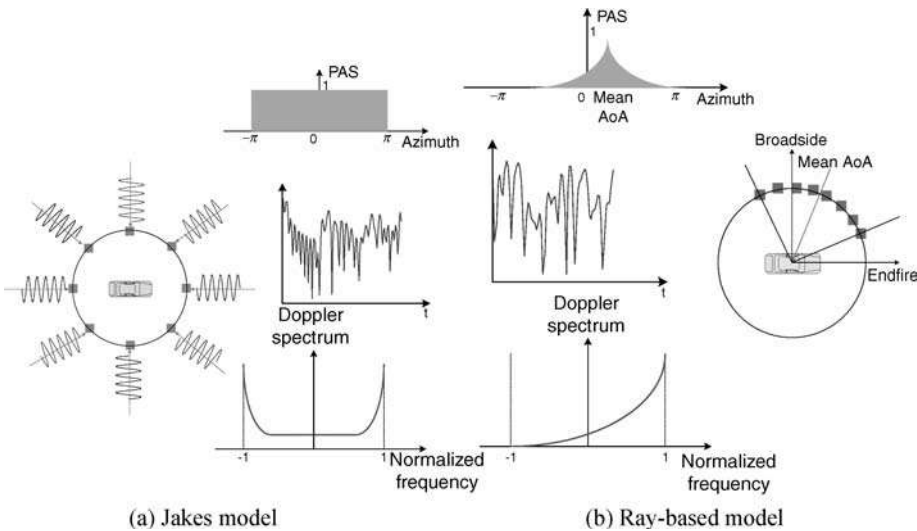 PAS
1
−π
0
π
Azimuth
t
Doppler
spectrum
-1
1
Normalized
frequency
(a) Jakes model
PAS
1
−π
0
Mean
AoA
π
Azimuth
t
Doppler
spectrum
-1
1
Normalized
frequency
Broadside
Mean AoA
Endfire
(b) Ray-based model